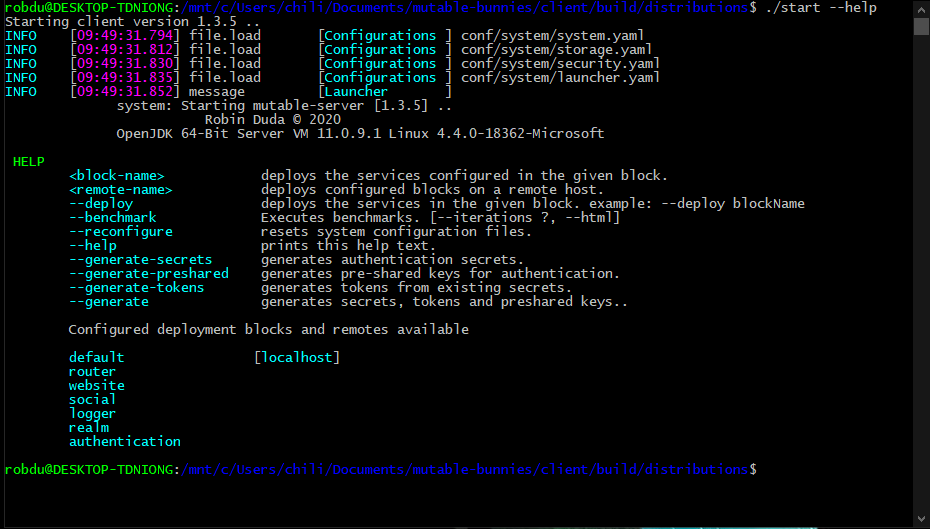 robdu@DESKTOP-TDNIONG:/mnt/c/Users/chili/Documents/mutable-bunnies/client/build/distributions$ ./start --help
Starting client version 1.3.5 ..
INFO    [09:49:31.794] file.load       [Configurations ] conf/system/system.yaml
INFO    [09:49:31.812] file.load       [Configurations ] conf/system/storage.yaml
INFO    [09:49:31.830] file.load       [Configurations ] conf/system/security.yaml
INFO    [09:49:31.835] file.load       [Configurations ] conf/system/launcher.yaml
INFO    [09:49:31.852] message         [Launcher       ]
system: Starting mutable-server [1.3.5] ..
Robin Duda © 2020
OpenJDK 64-Bit Server VM 11.0.9.1 Linux 4.4.0-18362-Microsoft
HELP
<block-name>            deploys the services configured in the given block.
<remote-name>           deploys configured blocks on a remote host.
--deploy                deploys the services in the given block. example: --deploy blockName
--benchmark             Executes benchmarks. [--iterations ?, --html]
--reconfigure           resets system configuration files.
--help                  prints this help text.
--generate-secrets      generates authentication secrets.
--generate-preshared    generates pre-shared keys for authentication.
--generate-tokens       generates tokens from existing secrets.
--generate              generates secrets, tokens and preshared keys..
Configured deployment blocks and remotes available
default                [localhost]
router
website
social
logger
realm
authentication
robdu@DESKTOP-TDNIONG:/mnt/c/Users/chili/Documents/mutable-bunnies/client/build/distributions$